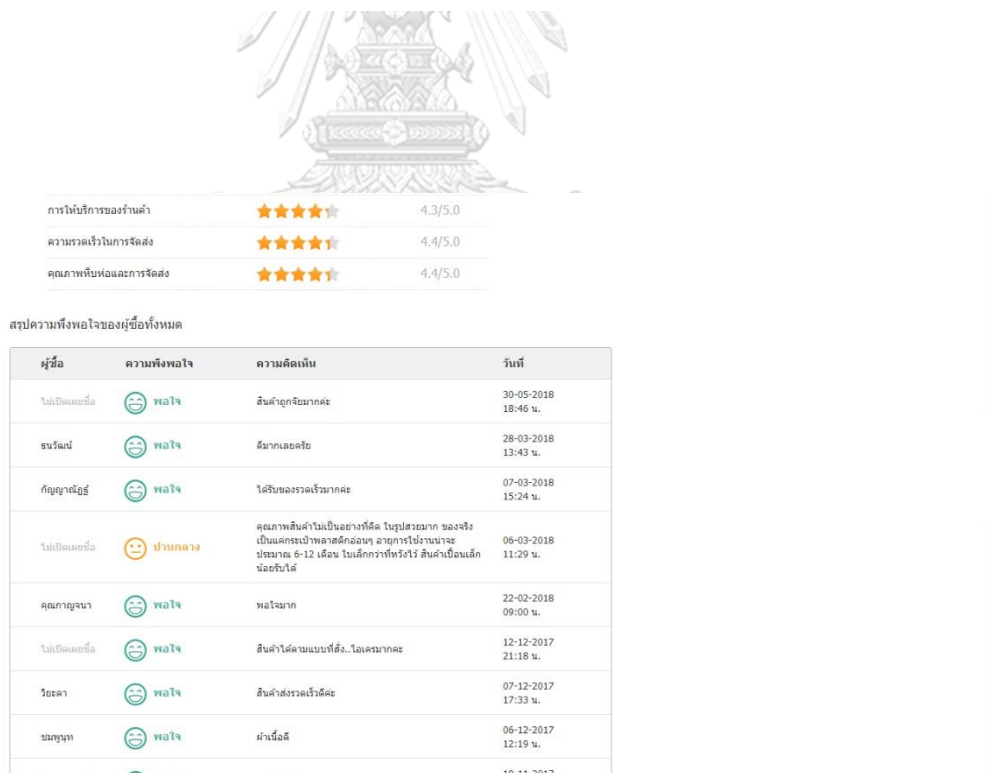 การให้บริการของร้านค้า 4.3/5.0
ความรวดเร็วในการจัดส่ง 4.4/5.0
คุณภาพหีบห่อและการจัดส่ง 4.4/5.0
สรุปความพึงพอใจของผู้ซื้อทั้งหมด
ผู้ซื้อ ความพึงพอใจ ความคิดเห็น วันที่
ไม่เปิดเผยชื่อ พอใจ สินค้าถูกจัยมากค่ะ 30-05-2018
18:46 น.
ธนวัฒน์ พอใจ ดีมากเลยครัย 28-03-2018
13:43 น.
กัญญาณัฏฐ์ พอใจ ได้รับของรวดเร็วมากค่ะ 07-03-2018
15:24 น.
ไม่เปิดเผยชื่อ ปานกลาง คุณภาพสินค้าไม่เป็นอย่างที่คิด ในรูปสวยมาก ของจริง
เป็นแค่กระเป๋าพลาสติกอ่อนๆ อายุการใช้งานน่าจะ
ประมาณ 6-12 เดือน ใบเล็กกว่าที่หวังไว้ สินค้าเปื้อนเล็ก
น้อยรับได้ 06-03-2018
11:29 น.
คุณกาญจนา พอใจ พอใจมาก 22-02-2018
09:00 น.
ไม่เปิดเผยชื่อ พอใจ สินค้าได้ตามแบบที่สั่ง..โอเครมากคะ 12-12-2017
21:18 น.
วิยะดา พอใจ สินค้าส่งรวดเร็วดีค่ะ 07-12-2017
17:33 น.
ชมพูนุท พอใจ ผ้าเนื้อดี 06-12-2017
12:19 น.